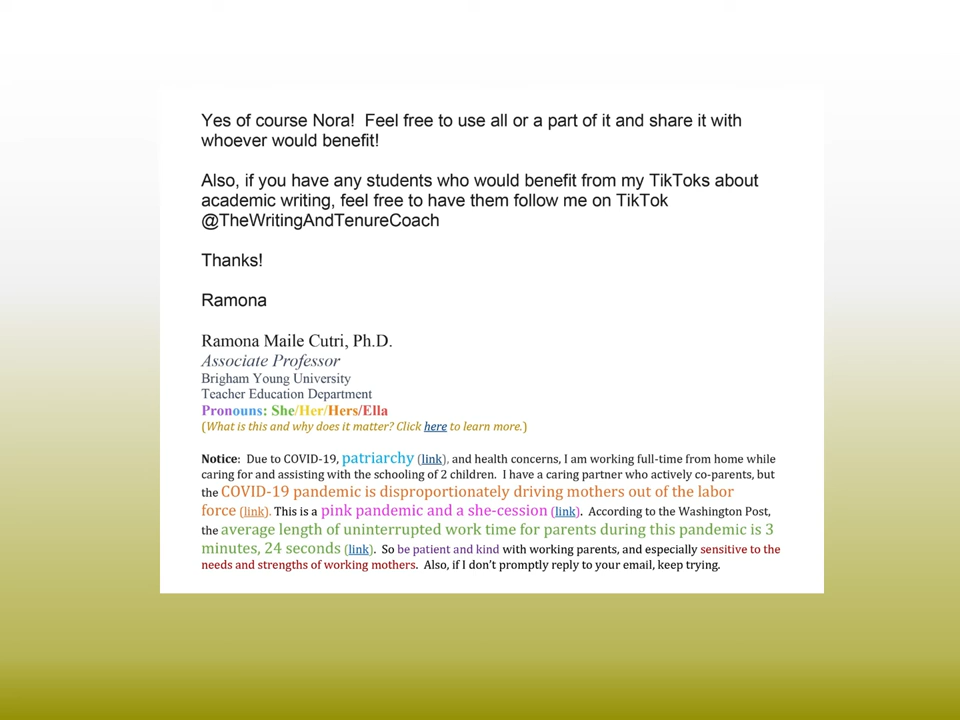 Yes of course Nora!  Feel free to use all or a part of it and share it with
whoever would benefit!
Also, if you have any students who would benefit from my TikToks about
academic writing, feel free to have them follow me on TikTok
@TheWritingAndTenureCoach
Thanks!
Ramona
Ramona Maile Cutri, Ph.D.
Associate Professor
Brigham Young University
Teacher Education Department
Pronouns: She/Her/Hers/Ella
(What is this and why does it matter? Click here to learn more.)
Notice:  Due to COVID-19, patriarchy (link), and health concerns, I am working full-time from home while
caring for and assisting with the schooling of 2 children.  I have a caring partner who actively co-parents, but
the COVID-19 pandemic is disproportionately driving mothers out of the labor
force (link). This is a pink pandemic and a she-cession (link).  According to the Washington Post,
the average length of uninterrupted work time for parents during this pandemic is 3
minutes, 24 seconds (link).  So be patient and kind with working parents, and especially sensitive to the
needs and strengths of working mothers.  Also, if I don't promptly reply to your email, keep trying.